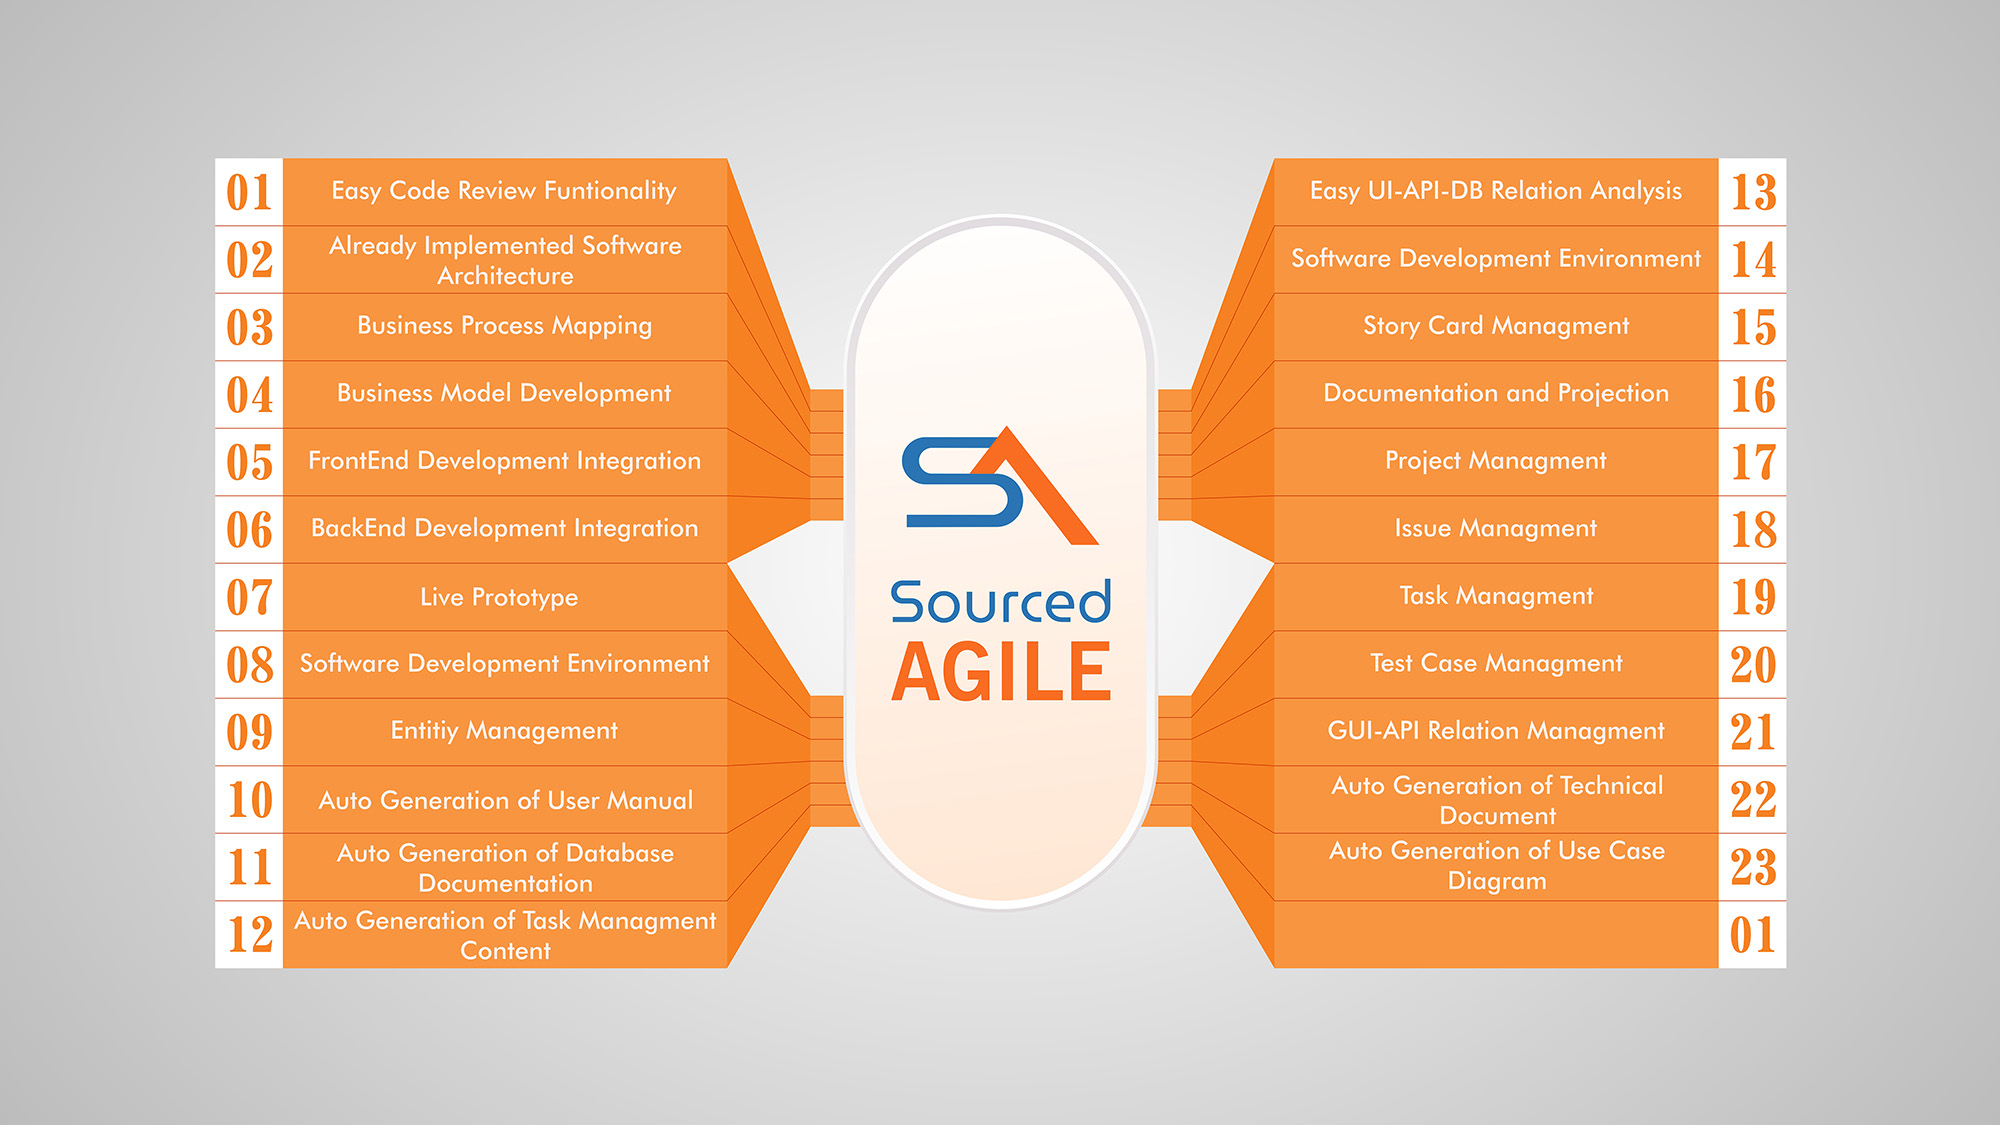 01
Easy Code Review Funtionality
02
Already Implemented Software
Architecture
03
Business Process Mapping
04
Business Model Development
05
FrontEnd Development Integration
06
BackEnd Development Integration
07
Live Prototype
08
Software Development Environment
09
Entitiy Management
10
Auto Generation of User Manual
11
Auto Generation of Database
Documentation
12
Auto Generation of Task Managment
Content
SA
Sourced
AGILE
Easy UI-API-DB Relation Analysis
13
Software Development Environment
14
Story Card Managment
15
Documentation and Projection
16
Project Managment
17
Issue Managment
18
Task Managment
19
Test Case Managment
20
GUI-API Relation Managment
21
Auto Generation of Technical
Document
22
Auto Generation of Use Case
Diagram
23
01